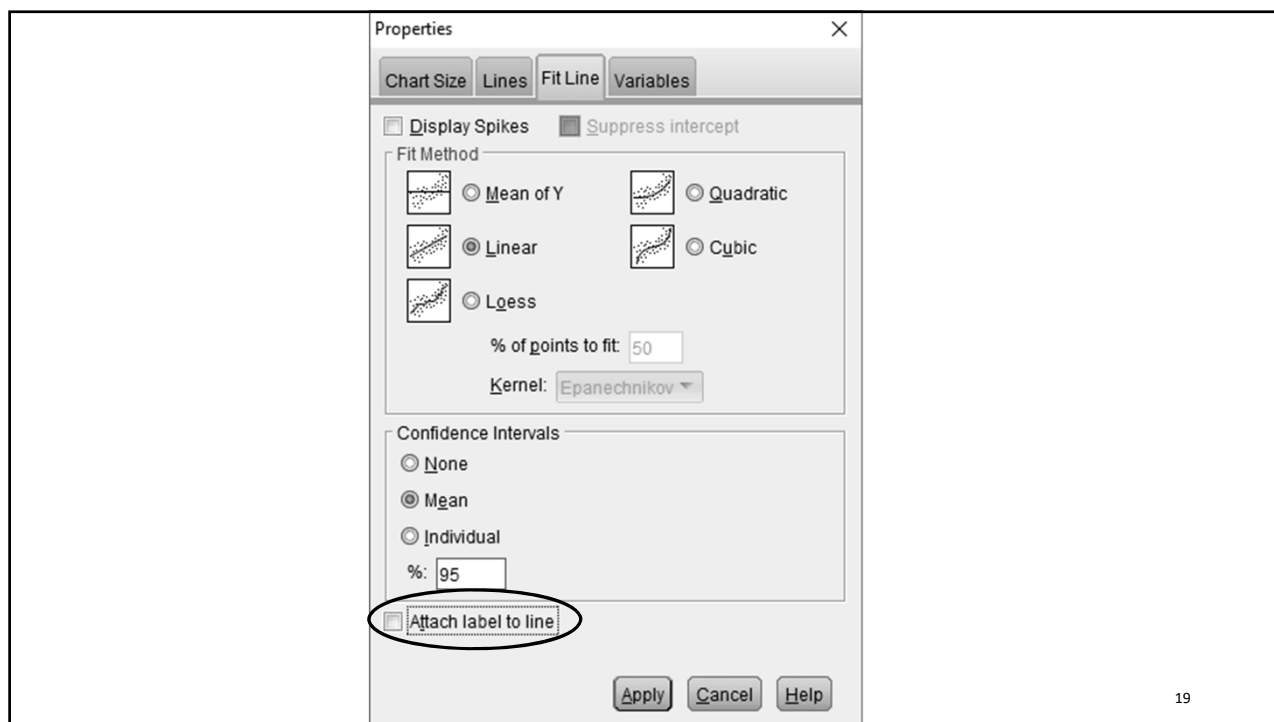 Properties
Chart Size Lines Fit Line Variables
Display Spikes Suppress intercept
Fit Method
Mean of Y Quadratic
Linear Cubic
Loess
% of points to fit: 50
Kernel: Epanechnikov
Confidence Intervals
None
Mean
Individual
%: 95
Attach label to line
Apply Cancel Help
19